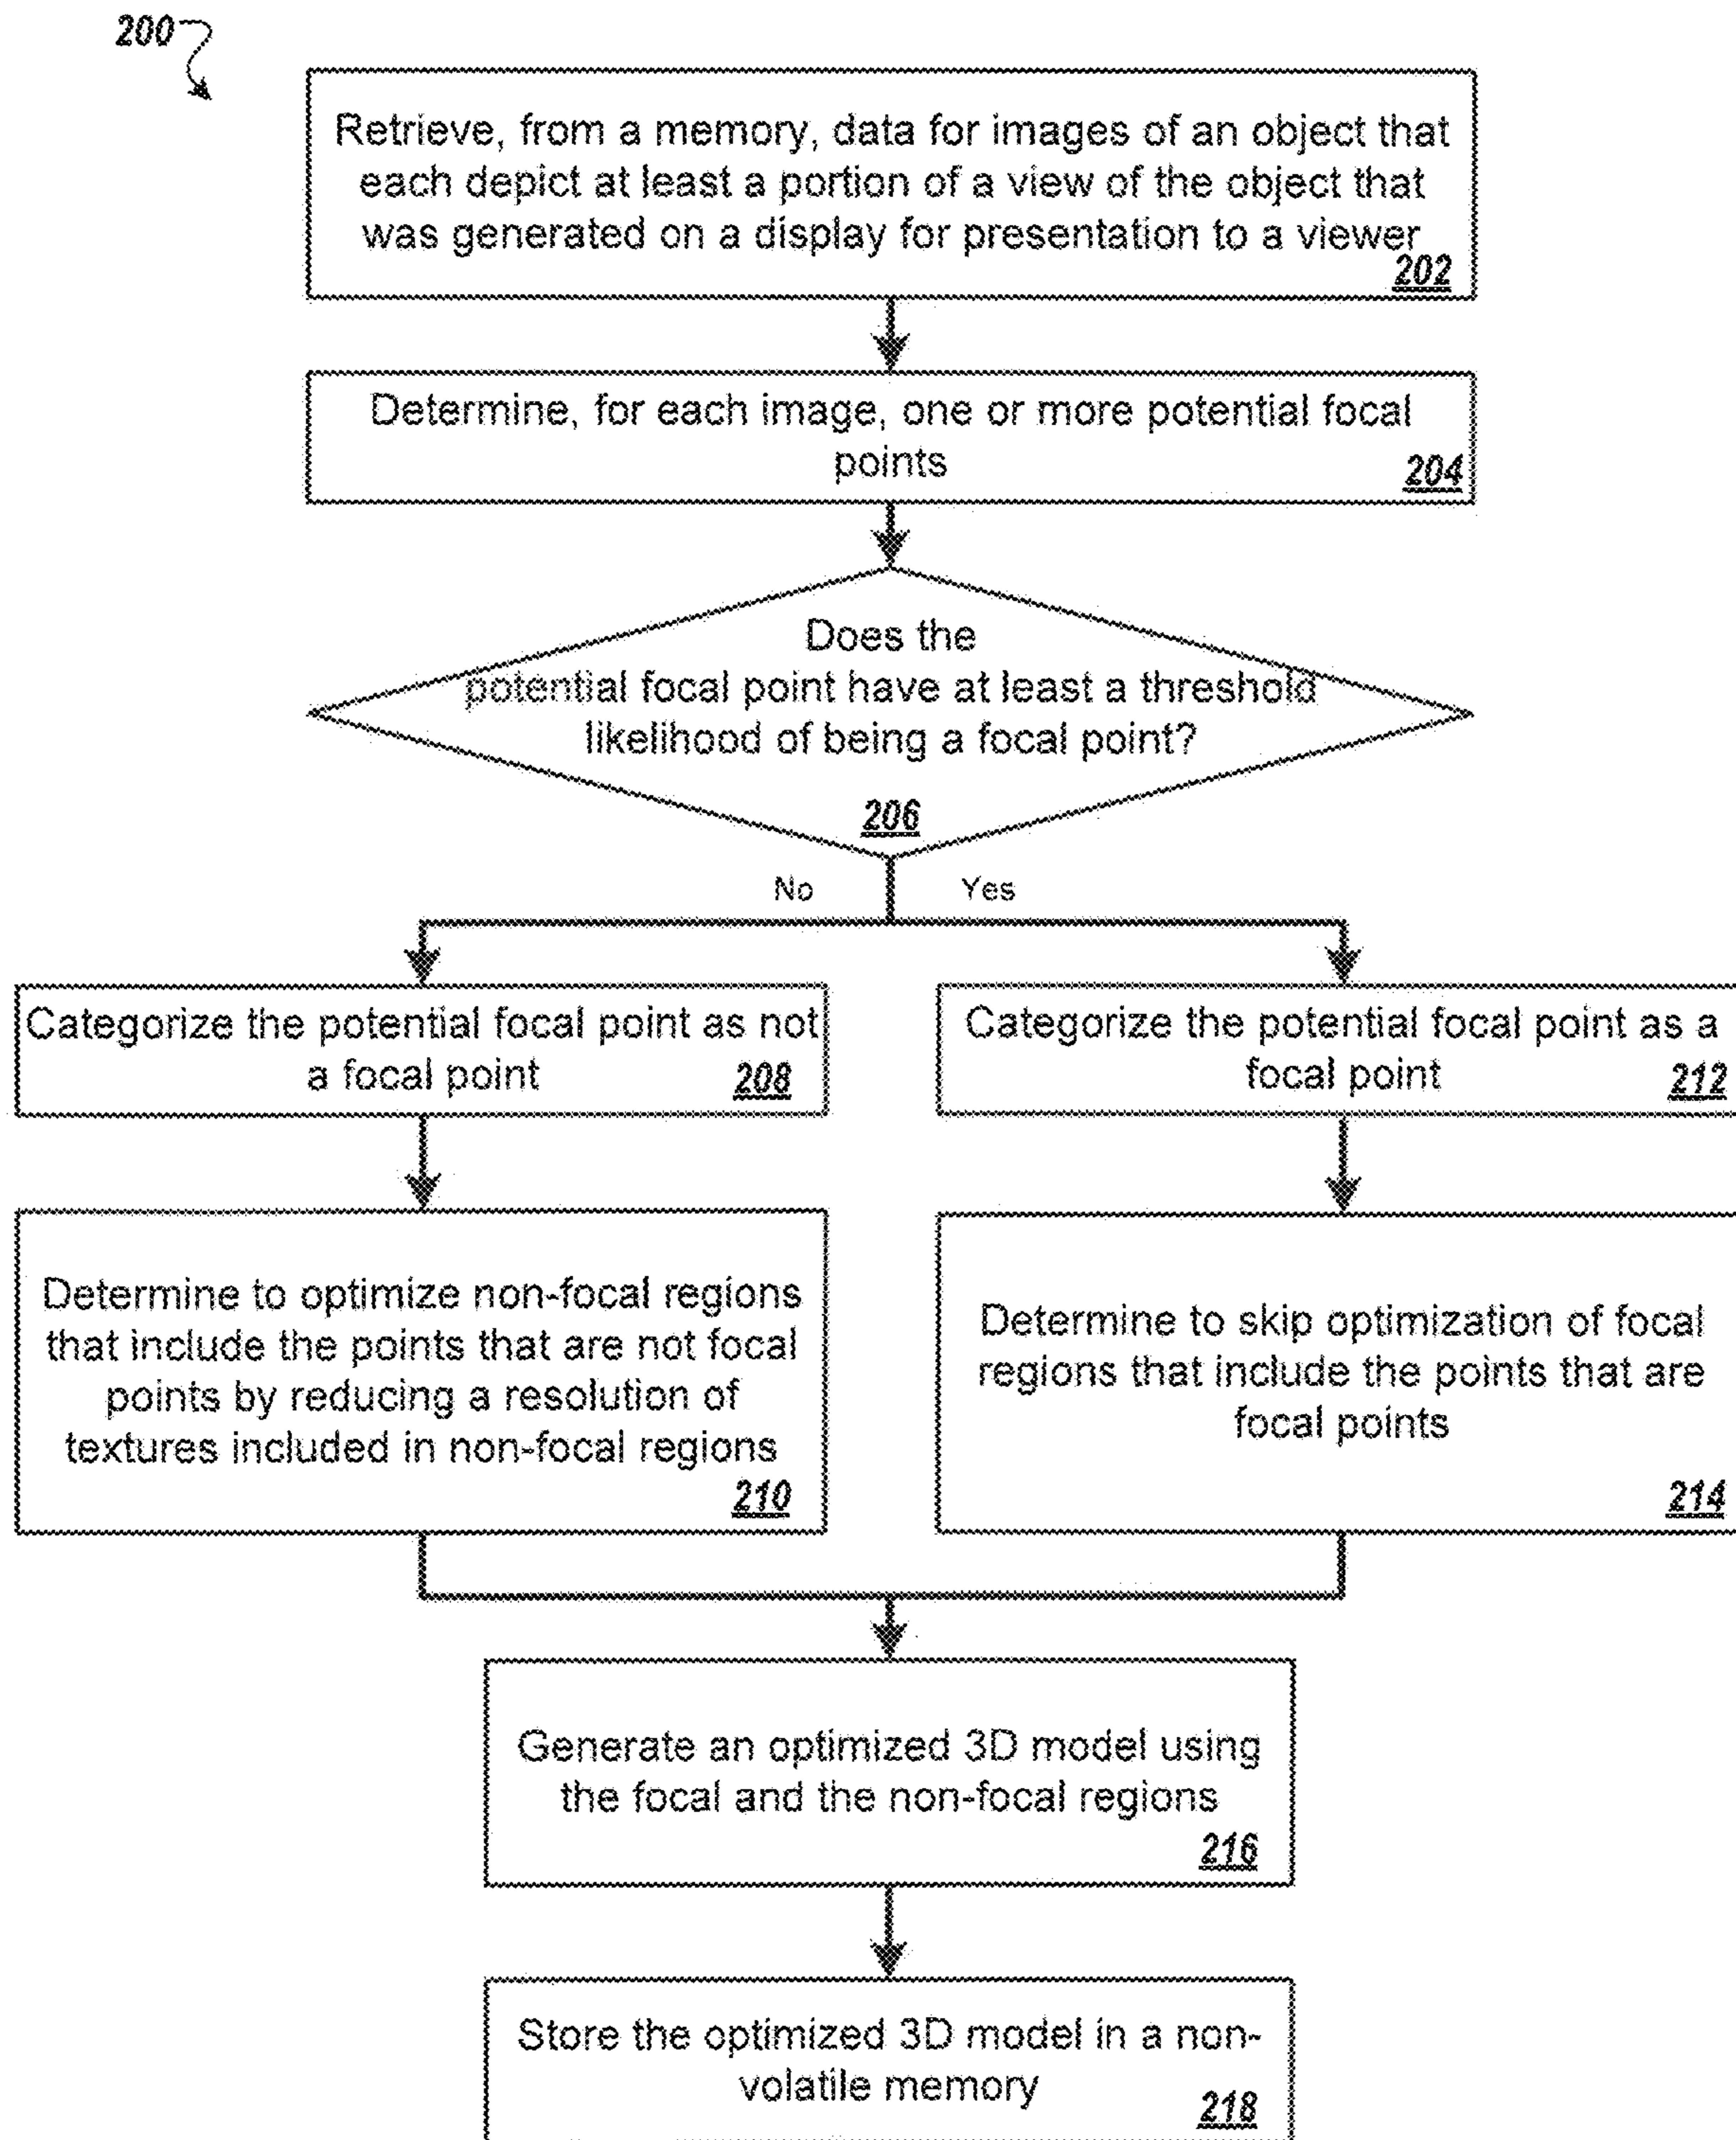 200
Retrieve, from a memory, data for images of an object that
each depict at least a portion of a view of the object that
was generated on a display for presentation to a viewer
202
Determine, for each image, one or more potential focal
points
204
Does the
potential focal point have at least a threshold
likelihood of being a focal point?
206
No
Yes
Categorize the potential focal point as not
a focal point
208
Categorize the potential focal point as a
focal point
212
Determine to optimize non-focal regions
that include the points that are not focal
points by reducing a resolution of
textures included in non-focal regions
210
Determine to skip optimization of focal
regions that include the points that are
focal points
214
Generate an optimized 3D model using
the focal and the non-focal regions
216
Store the optimized 3D model in a non-
volatile memory
218